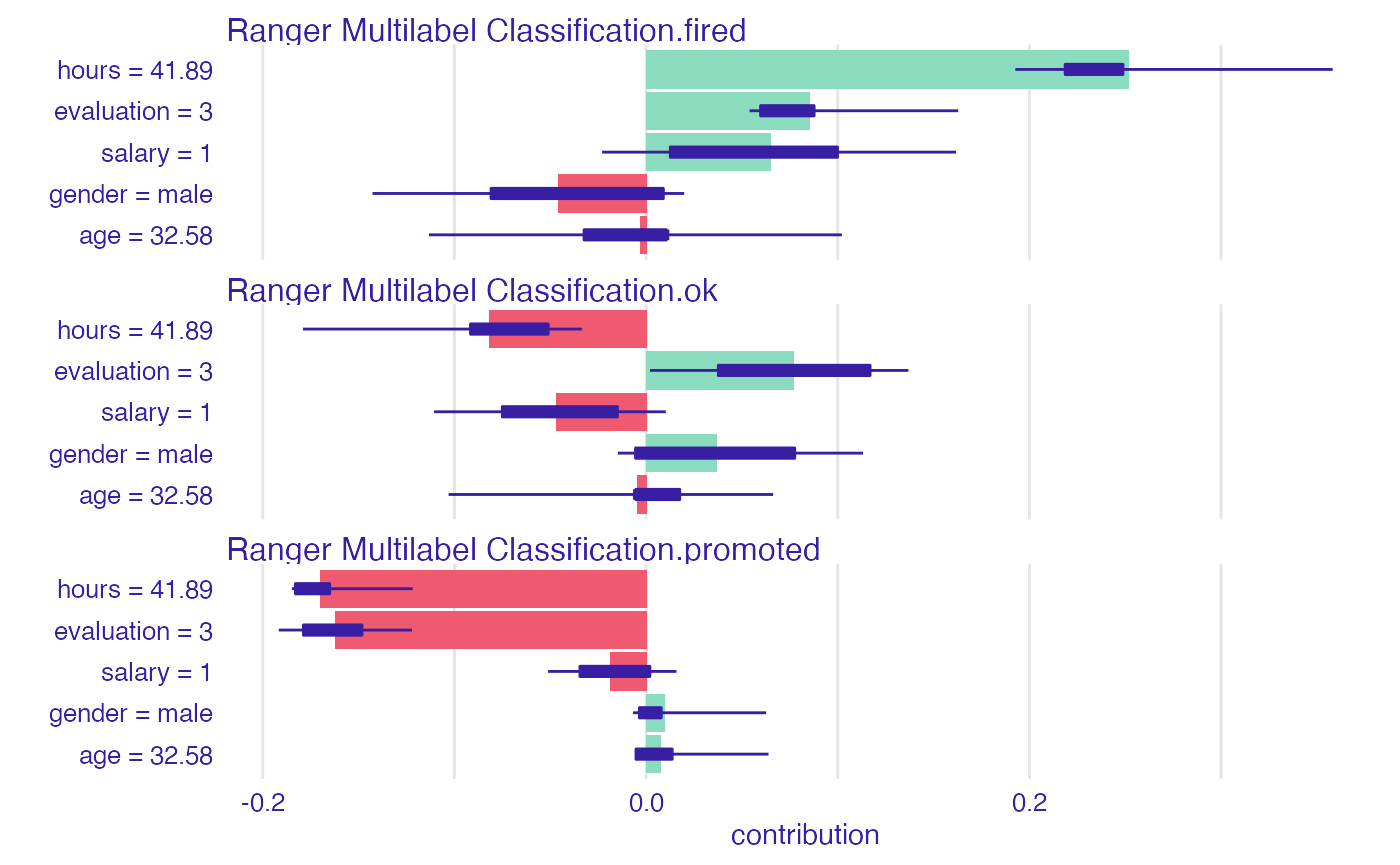 Ranger Multilabel Classification.fired
hours = 41.89
evaluation = 3
salary = 1
gender = male
age = 32.58
Ranger Multilabel Classification.ok
hours = 41.89
evaluation = 3
salary = 1
gender = male
age = 32.58
Ranger Multilabel Classification.promoted
hours = 41.89
evaluation = 3
salary = 1
gender = male
age = 32.58
-0.2 0.0 0.2
contribution